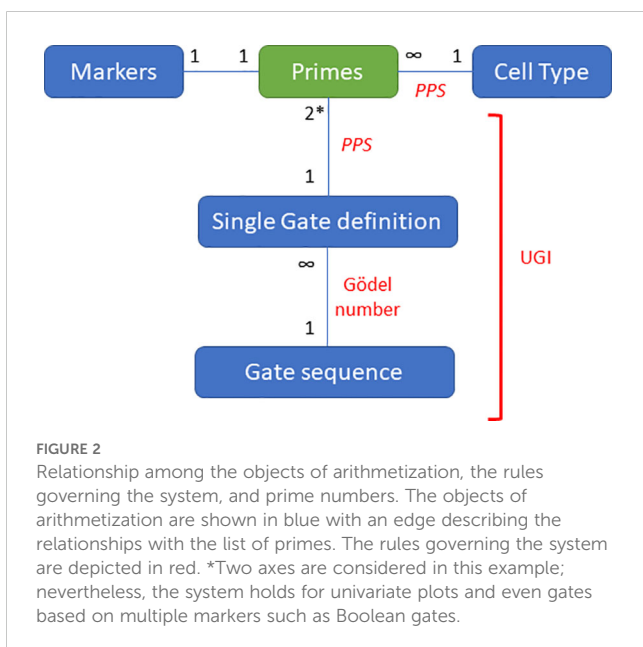 Markers 1 1 Primes ∞ 1 Cell Type
PPS
2*
PPS
1
Single Gate definition
UGI
∞
Gödel
number
1
Gate sequence
FIGURE 2
Relationship among the objects of arithmetization, the rules
governing the system, and prime numbers. The objects of
arithmetization are shown in blue with an edge describing the
relationships with the list of primes. The rules governing the system
are depicted in red. *Two axes are considered in this example;
nevertheless, the system holds for univariate plots and even gates
based on multiple markers such as Boolean gates.